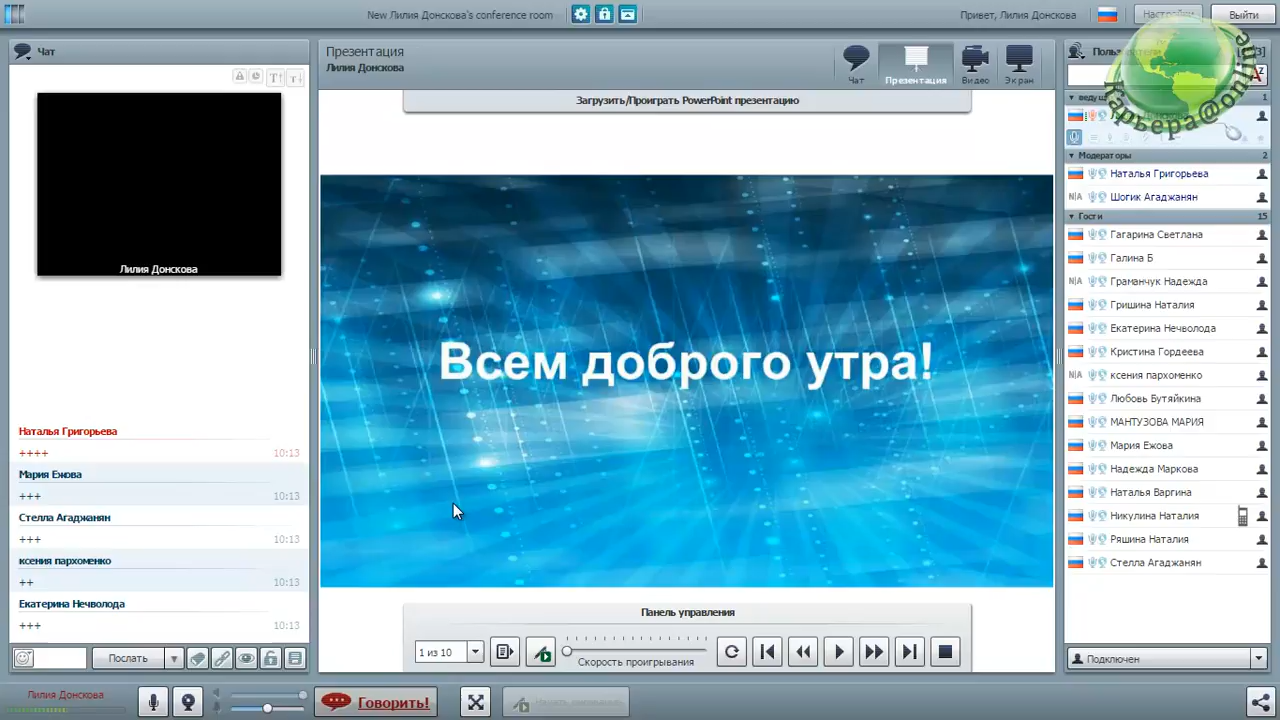 New Лилия Донскова's conference room
Привет, Лилия Донскова
Настройки
Выйти
Чат
Лилия Донскова
Наталья Григорьева
++++ 10:13
Мария Ежова
+++ 10:13
Стелла Агаджанян
+++ 10:13
ксения пархоменко
++ 10:13
Екатерина Нечволода
+++ 10:13
Послать
Презентация
Лилия Донскова
Чат
Презентация
Видео
Экран
Загрузить/Проиграть PowerPoint презентацию
Всем доброго утра!
Панель управления
1 из 10
Скорость проигрывания
карьера@online
1
Модераторы 2
Наталья Григорьева
N|A Шогик Агаджанян
Гости 15
Гагарина Светлана
Галина Б
N|A Граманчук Надежда
Гришина Наталия
Екатерина Нечволода
Кристина Гордеева
N|A ксения пархоменко
Любовь Бутяйкина
МАНТУЗОВА МАРИЯ
Мария Ежова
Надежда Маркова
Наталья Варгина
Никулина Наталия
Ряшина Наталия
Стелла Агаджанян
Подключен
Лилия Донскова
Говорить!